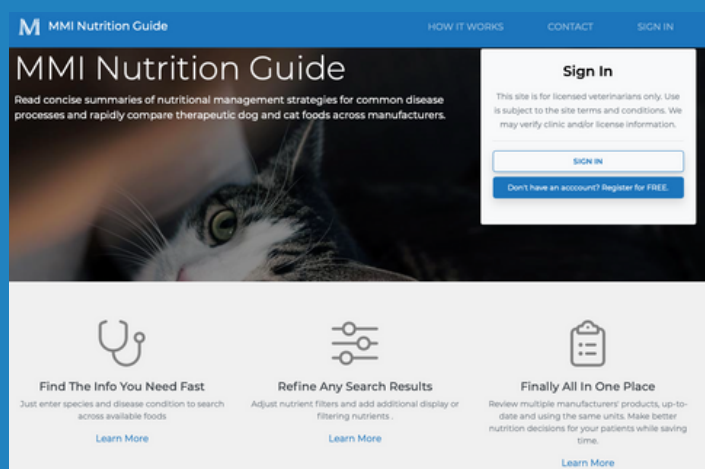 M MMI Nutrition Guide
HOW IT WORKS
CONTACT
SIGN IN
MMI Nutrition Guide
Read concise summaries of nutritional management strategies for common disease
processes and rapidly compare therapeutic dog and cat foods across manufacturers.
Sign In
This site is for licensed veterinarians only. Use
is subject to the site terms and conditions. We
may verify clinic and/or license information.
SIGN IN
Don't have an acccount? Register for FREE.
Find The Info You Need Fast
Just enter species and disease condition to search
across available foods
Learn More
Refine Any Search Results
Adjust nutrient filters and add additional display or
filtering nutrients .
Learn More
Finally All In One Place
Review multiple manufacturers' products, up-to-
date and using the same units. Make better
nutrition decisions for your patients while saving
time.
Learn More